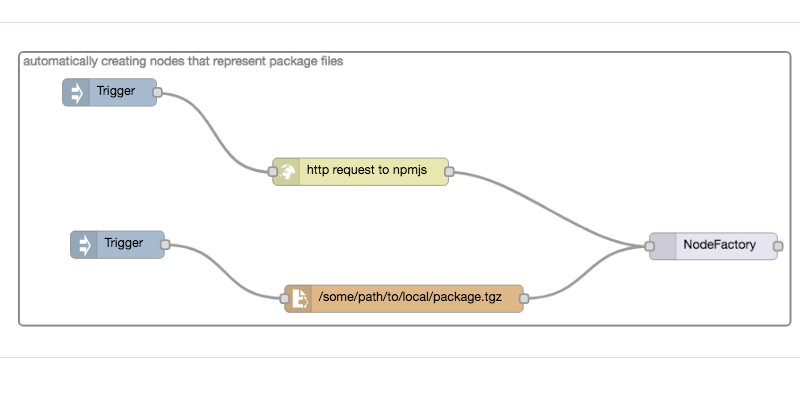 automatically creating nodes that represent package files
Trigger
http request to npmjs
Trigger
NodeFactory
/some/path/to/local/package.tgz